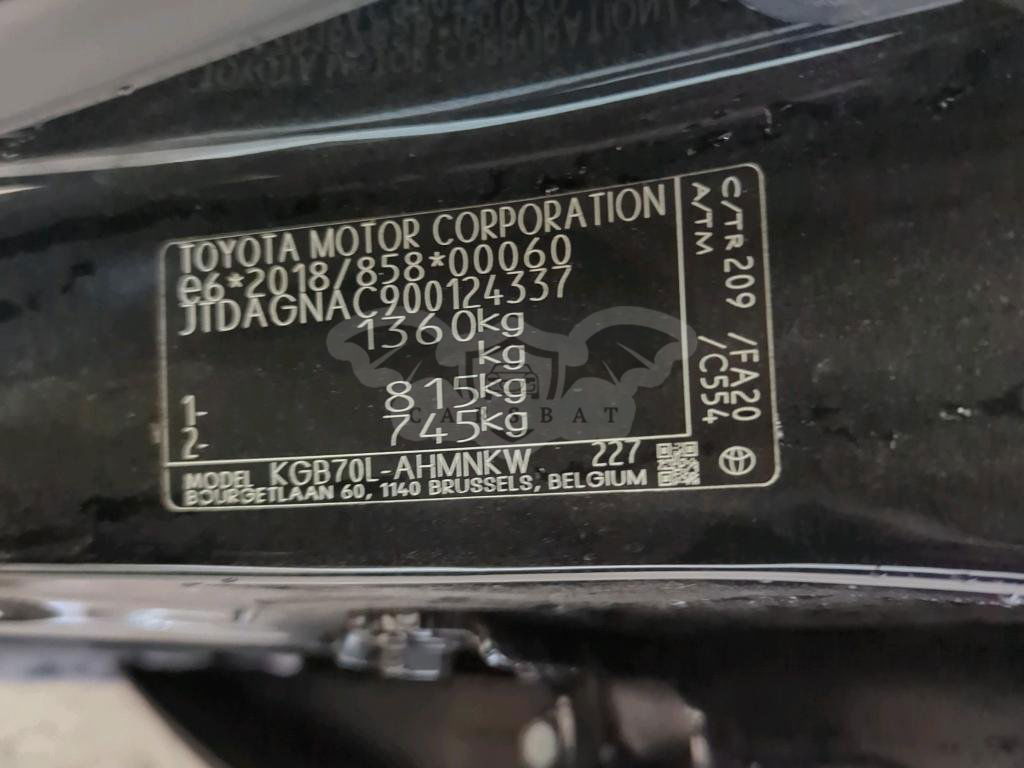 TOYOTA MOTOR CORPORATION
e6*2018/858*00060
JTDAGNAC900124337
1360kg
kg
1- 815kg
2- 745kg
MODEL KGB70L-AHMNKW 227
BOURGETLAAN 60, 1140 BRUSSELS, BELGIUM
C/TR 209 /FA20
A/TM /C554
CARSBAT